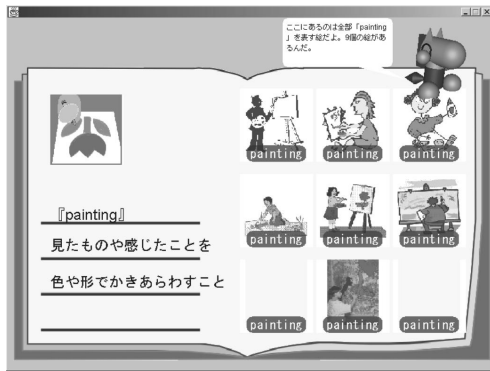 ここにあるのは全部「painting
」を表す絵だよ。9個の絵があ
るんだ。
『painting』
見たものや感じたことを
色や形でかきあらわすこと
painting
painting
painting
painting
painting
painting
painting
painting
painting